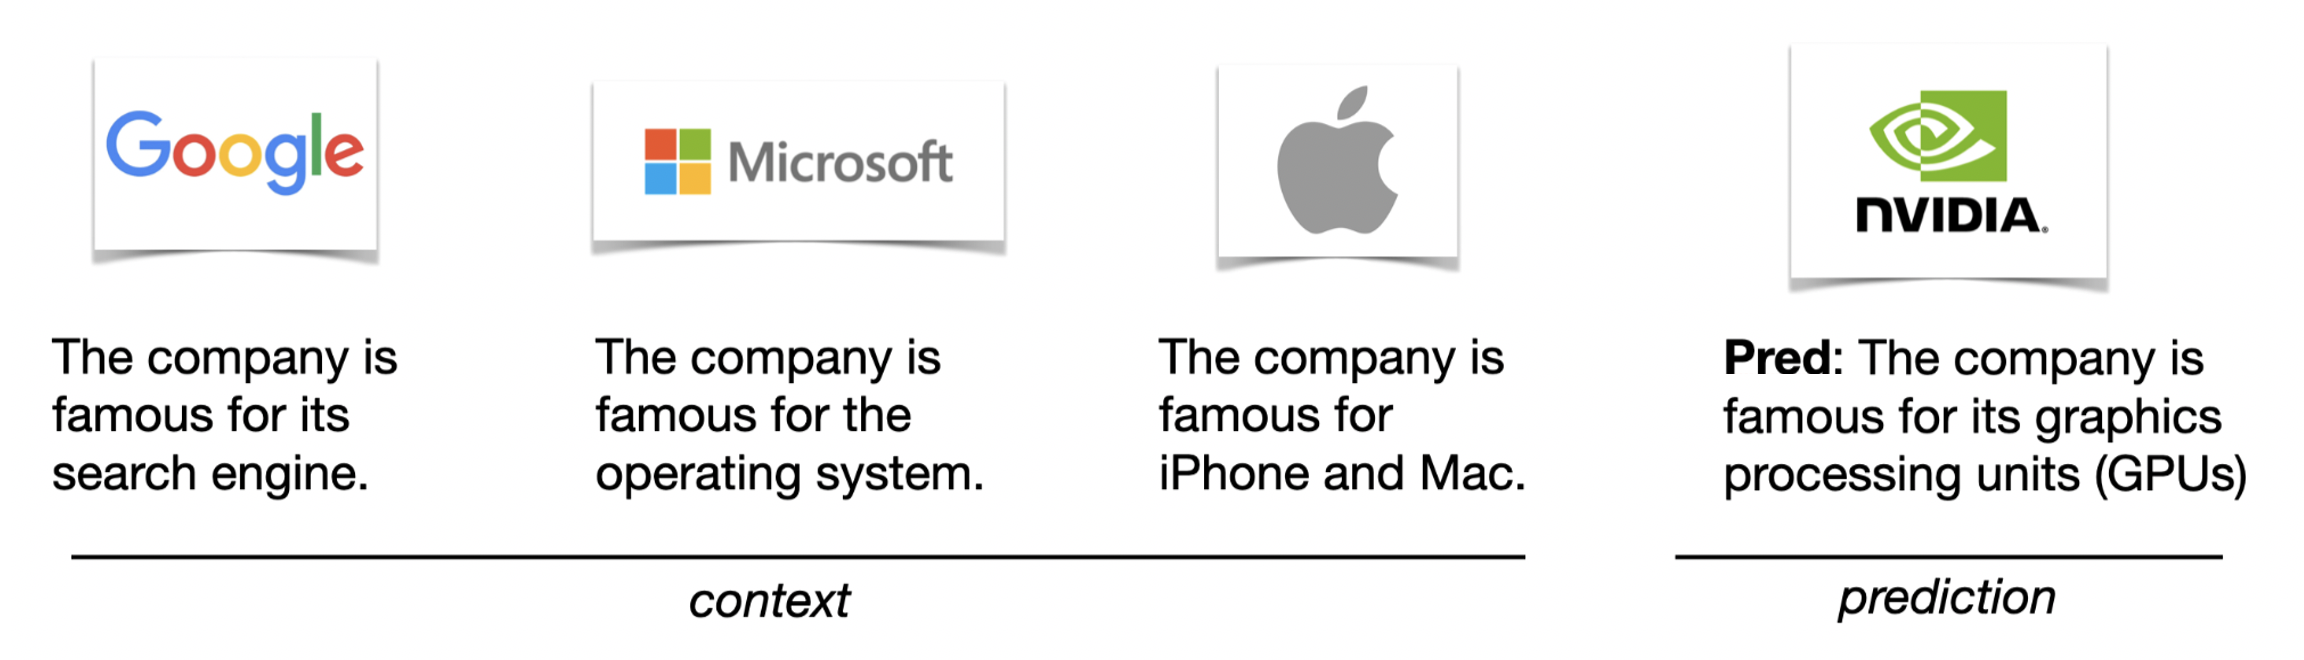 Google
Microsoft
nVIDIA®
The company is
famous for its
search engine.
The company is
famous for the
operating system.
The company is
famous for
iPhone and Mac.
Pred: The company is
famous for its graphics
processing units (GPUs)
context
prediction